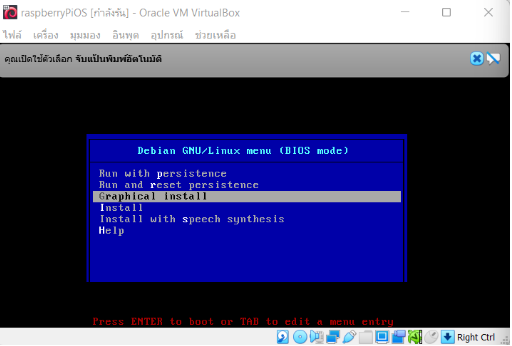 raspberryPiOS [กำลังรัน] - Oracle VM VirtualBox
ไฟล์ เครื่อง มุมมอง อินพุต อุปกรณ์ ช่วยเหลือ
คุณเปิดใช้ตัวเลือก จับแป้นพิมพ์อัตโนมัติ
Debian GNU/Linux menu (BIOS mode)
Run with persistence
Run and reset persistence
Graphical install
Install
Install with speech synthesis
Help
Press ENTER to boot or TAB to edit a menu entry
Right Ctrl